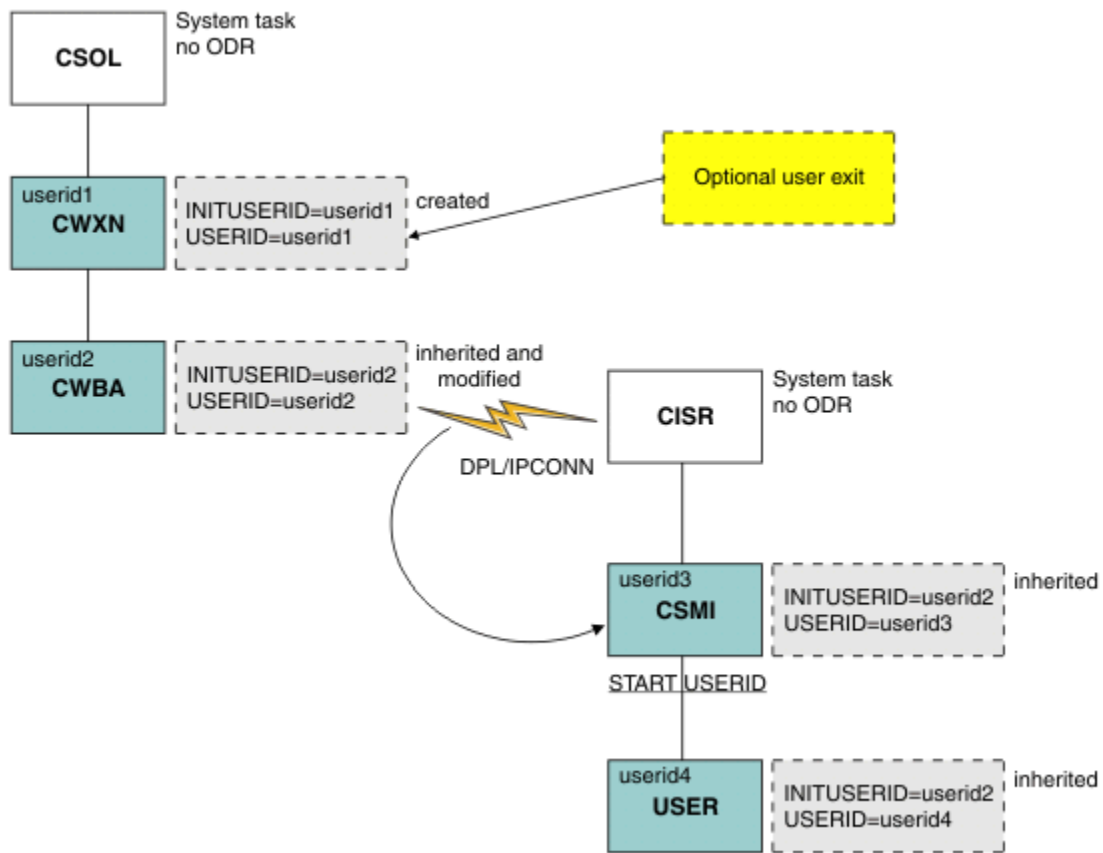 System task
no ODR
CSOL
userid1
CWXN
INITUSERID=userid1
USERID=userid1
created
Optional user exit
userid2
CWBA
INITUSERID=userid2
USERID=userid2
inherited and
modified
DPL/IPCONN
CISR
System task
no ODR
userid3
CSMI
INITUSERID=userid2
USERID=userid3
inherited
START USERID
userid4
USER
INITUSERID=userid2
USERID=userid4
inherited